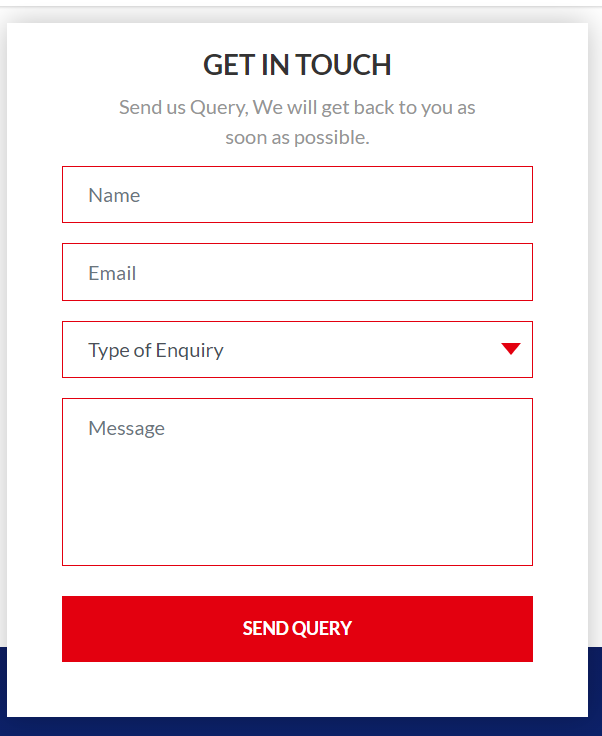 GET IN TOUCH
Send us Query, We will get back to you as
soon as possible.
Name
Email
Type of Enquiry
Message
SEND QUERY